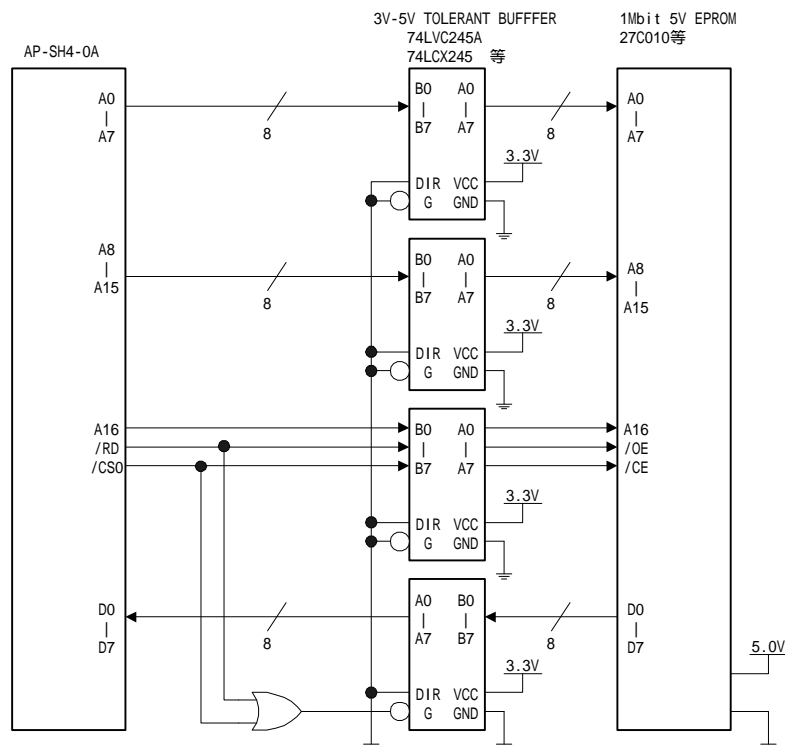 3V-5V TOLERANT BUFFFER
74LVC245A
74LCX245 等
1Mbit 5V EPROM
27C010等
AP-SH4-0A
A0
|
A7
8
B0 A0
| |
B7 A7
DIR VCC
G GND
3.3V
8
A0
|
A7
A8
|
A15
8
B0 A0
| |
B7 A7
DIR VCC
G GND
3.3V
8
A8
|
A15
A16
/RD
/CS0
B0 A0
| |
B7 A7
DIR VCC
G GND
3.3V
A16
/OE
/CE
D0
|
D7
8
A0 B0
| |
A7 B7
DIR VCC
G GND
3.3V
8
D0
|
D7
5.0V